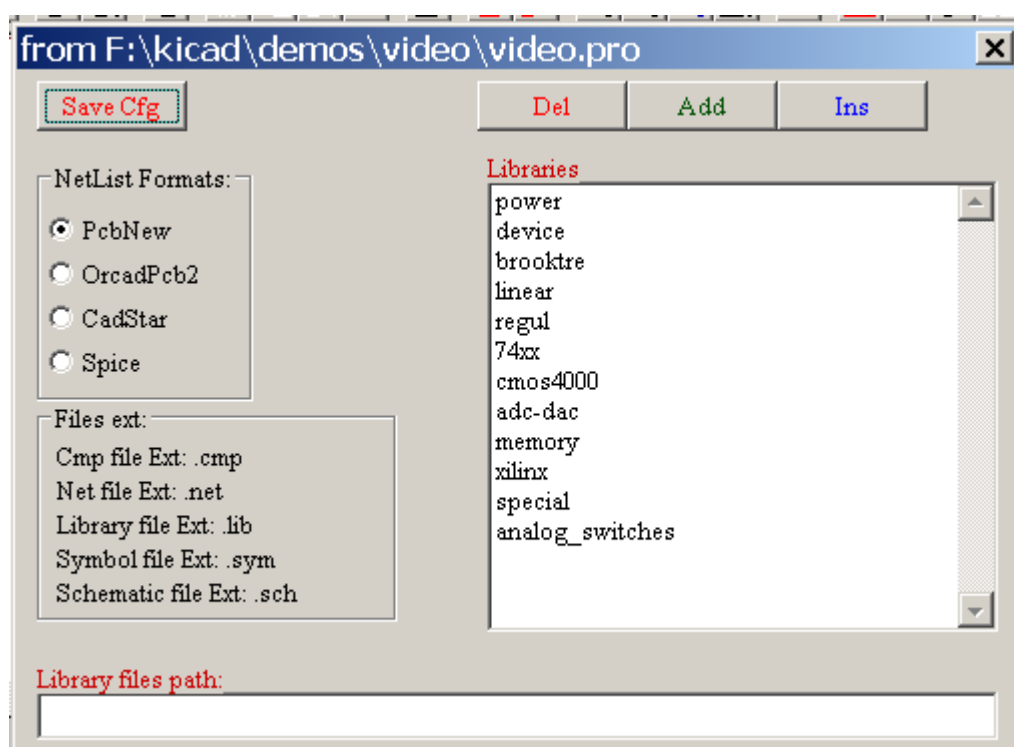 from F:\kicad\demos\video\video.pro
Save Cfg
Del Add Ins
NetList Formats:
PcbNew
OrcadPcb2
CadStar
Spice
Files ext:
Cmp file Ext: .cmp
Net file Ext: .net
Library file Ext: .lib
Symbol file Ext: .sym
Schematic file Ext: .sch
Libraries
power
device
brooktre
linear
regul
74xx
cmos4000
adc-dac
memory
xilinx
special
analog_switches
Library files path: